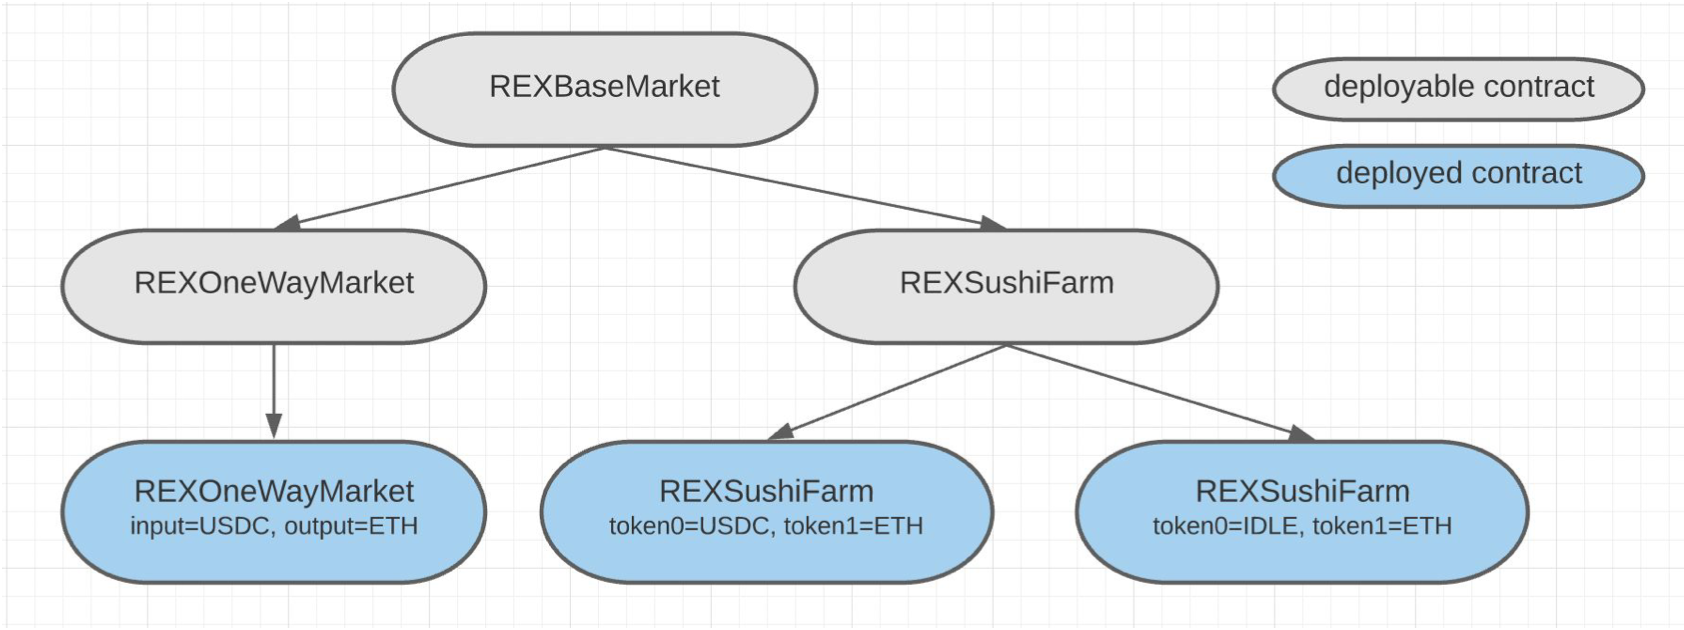 REXBaseMarket
deployable contract
deployed contract
REXOneWayMarket
REXSushiFarm
REXOneWayMarket
input=USDC, output=ETH
REXSushiFarm
token0=USDC, token1=ETH
REXSushiFarm
token0=IDLE, token1=ETH